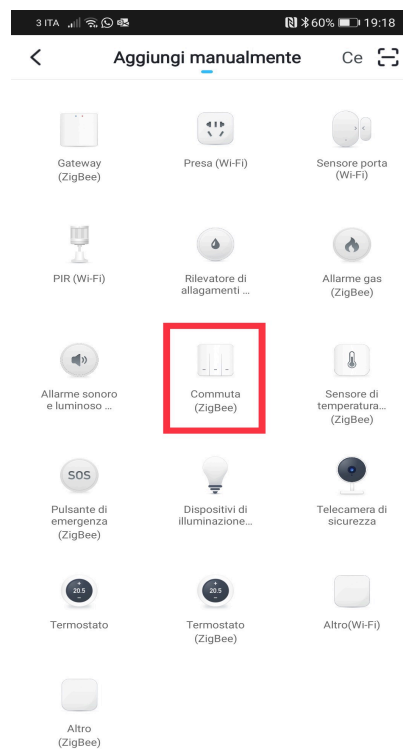 3 ITA 60% 19:18
Aggiungi manualmente Ce
Gateway
(ZigBee)
Presa (Wi-Fi)
Sensore porta
(Wi-Fi)
PIR (Wi-Fi)
Rilevatore di
allagamenti ...
Allarme gas
(ZigBee)
Allarme sonoro
e luminoso ...
Commuta
(ZigBee)
Sensore di
temperatura...
(ZigBee)
SOS
Pulsante di
emergenza
(ZigBee)
Dispositivi di
illuminazione...
Telecamera di
sicurezza
20.5
Termostato
20.5
Termostato
(ZigBee)
Altro(Wi-Fi)
Altro
(ZigBee)